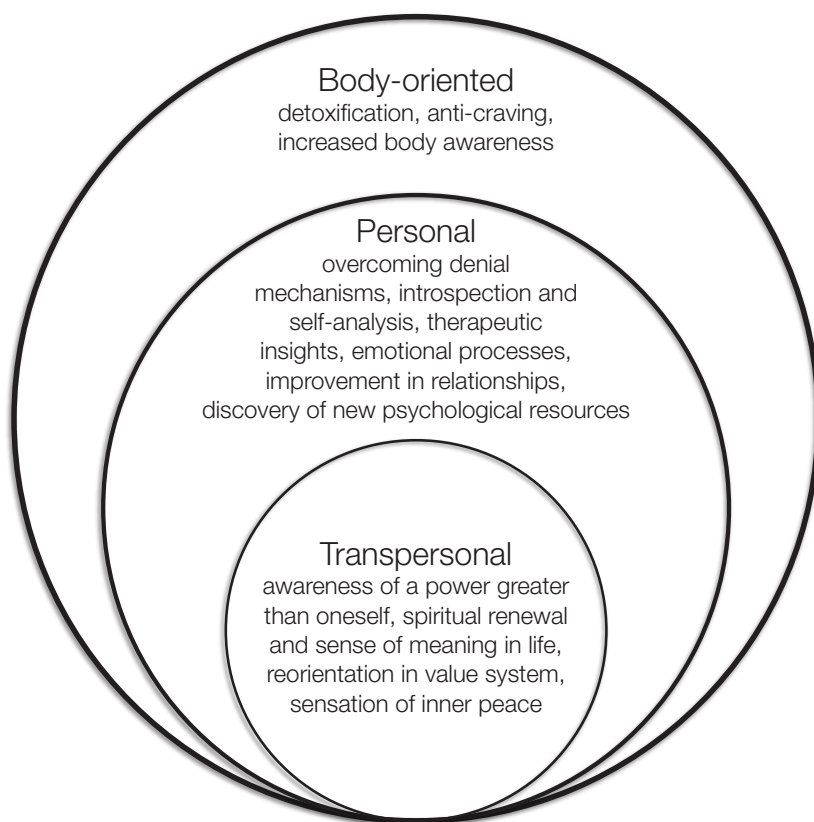 Body-oriented
detoxification, anti-craving,
increased body awareness
Personal
overcoming denial
mechanisms, introspection and
self-analysis, therapeutic
insights, emotional processes,
improvement in relationships,
discovery of new psychological resources
Transpersonal
awareness of a power greater
than oneself, spiritual renewal
and sense of meaning in life,
reorientation in value system,
sensation of inner peace